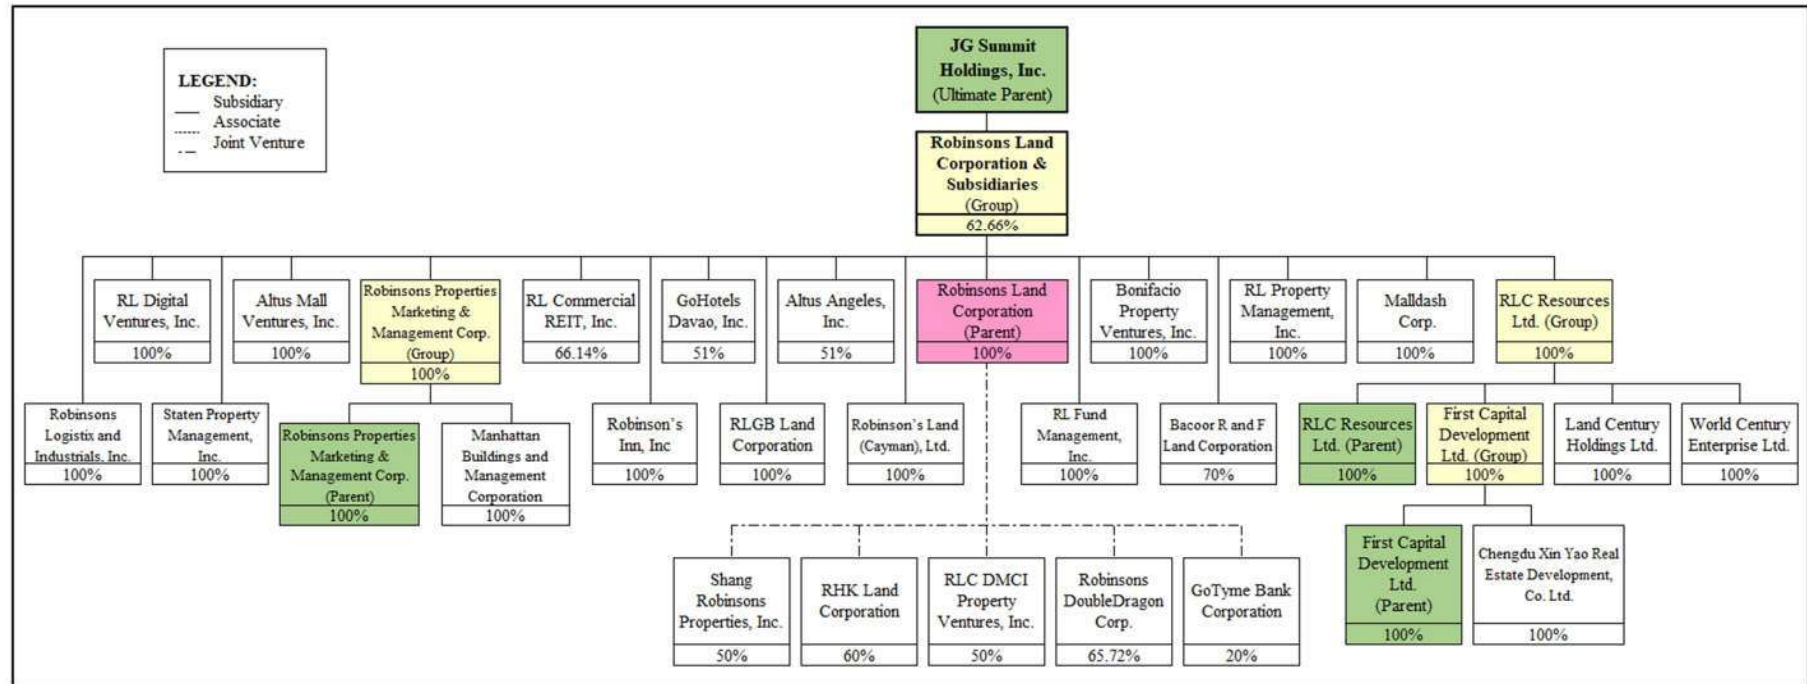 JG Summit
Holdings, Inc.
(Ultimate Parent)
LEGEND:
Subsidiary
Associate
Joint Venture
Robinsons Land
Corporation &
Subsidiaries
(Group)
62.66%
RL Digital
Ventures, Inc.
100%
Altus Mall
Ventures, Inc.
100%
Robinsons Properties
Marketing &
Management Corp.
(Group)
100%
RL Commercial
REIT, Inc.
66.14%
GoHotels
Davao, Inc.
51%
Altus Angeles,
Inc.
51%
Robinsons Land
Corporation
(Parent)
100%
Bonifacio
Property
Ventures, Inc.
100%
RL Property
Management,
Inc.
100%
Malldash
Corp.
100%
RLC Resources
Ltd. (Group)
100%
Robinsons
Logistix and
Industrials, Inc.
100%
Staten Property
Management,
Inc.
100%
Robinsons Properties
Marketing &
Management Corp.
(Parent)
100%
Manhattan
Buildings and
Management
Corporation
100%
Robinson's
Inn, Inc
100%
RLGB Land
Corporation
100%
Robinson's Land
(Cayman), Ltd.
100%
RL Fund
Management,
Inc.
100%
Bacoor R and F
Land Corporation
70%
RLC Resources
Ltd. (Parent)
100%
First Capital
Development
Ltd. (Group)
100%
Land Century
Holdings Ltd.
100%
World Century
Enterprise Ltd.
100%
Shang
Robinsons
Properties, Inc.
50%
RHK Land
Corporation
60%
RLC DMCI
Property
Ventures, Inc.
50%
Robinsons
DoubleDragon
Corp.
65.72%
GoTyme Bank
Corporation
20%
First Capital
Development
Ltd.
(Parent)
100%
Chengdu Xin Yao Real
Estate Development,
Co. Ltd.
100%